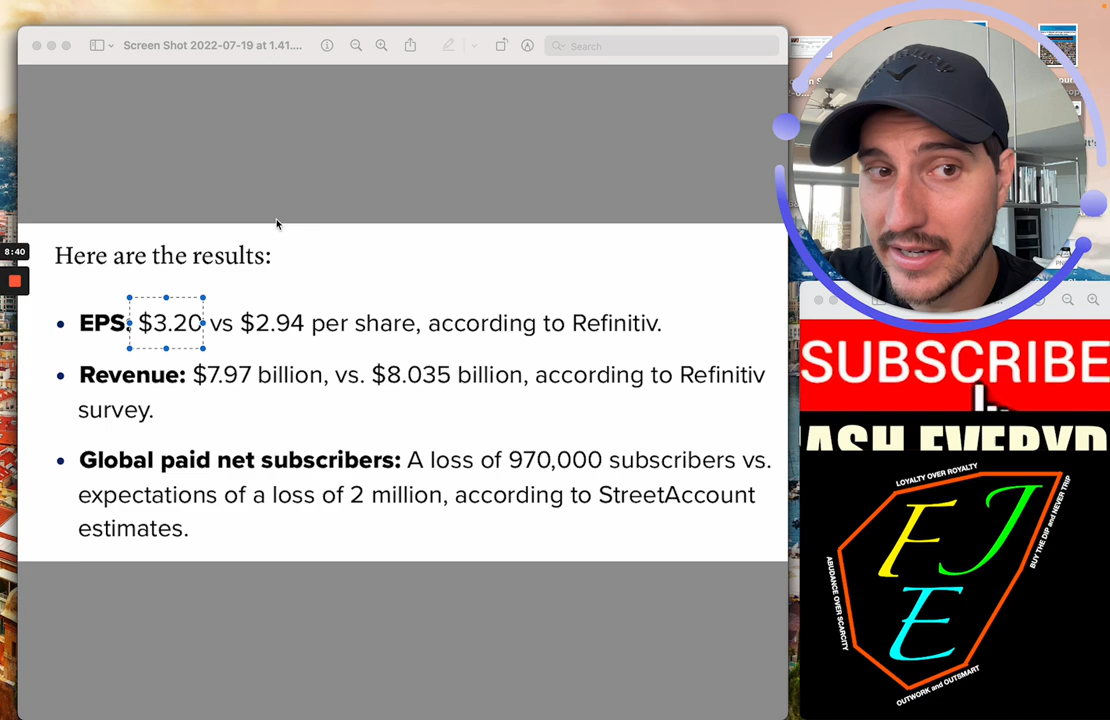 Screen Shot 2022-07-19 at 1.41....
Search
8:40
Here are the results:
• EPS: $3.20 vs $2.94 per share, according to Refinitiv.
• Revenue: $7.97 billion, vs. $8.035 billion, according to Refinitiv
survey.
• Global paid net subscribers: A loss of 970,000 subscribers vs.
expectations of a loss of 2 million, according to StreetAccount
estimates.
SUBSCRIBE
LOYALTY OVER ROYALTY
BUY THE DIP and NEVER TRIP
ABUDANCE OVER SCARCITY
OUTWORK and OUTSMART
F J
E